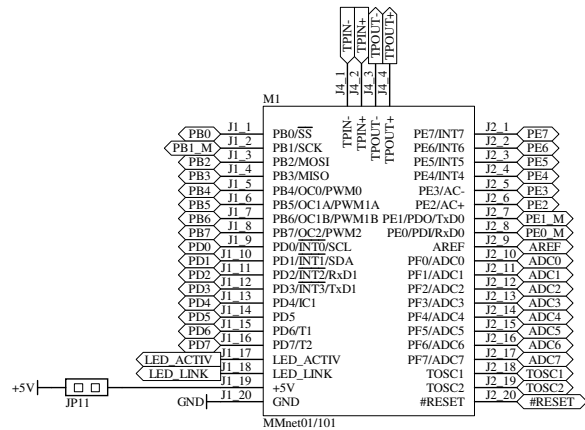 TPIN- TPIN+ TPOUT- TPOUT+
J4_1 J4_2 J4_3 J4_4
M1
TPIN- TPIN+ TPOUT- TPOUT+
PB0 J1_1 PB0/SS PE7/INT7 J2_1 PE7
PB1_M J1_2 PB1/SCK PE6/INT6 J2_2 PE6
PB2 J1_3 PB2/MOSI PE5/INT5 J2_3 PE5
PB3 J1_4 PB3/MISO PE4/INT4 J2_4 PE4
PB4 J1_5 PB4/OC0/PWM0 PE3/AC- J2_5 PE3
PB5 J1_6 PB5/OC1A/PWM1A PE2/AC+ J2_6 PE2
PB6 J1_7 PB6/OC1B/PWM1B PE1/PDO/TxD0 J2_7 PE1_M
PB7 J1_8 PB7/OC2/PWM2 PE0/PDI/RxD0 J2_8 PE0_M
PD0 J1_9 PD0/INT0/SCL AREF J2_9 AREF
PD1 J1_10 PD1/INT1/SDA PF0/ADC0 J2_10 ADC0
PD2 J1_11 PD2/INT2/RxD1 PF1/ADC1 J2_11 ADC1
PD3 J1_12 PD3/INT3/TxD1 PF2/ADC2 J2_12 ADC2
PD4 J1_13 PD4/IC1 PF3/ADC3 J2_13 ADC3
PD5 J1_14 PD5 PF4/ADC4 J2_14 ADC4
PD6 J1_15 PD6/T1 PF5/ADC5 J2_15 ADC5
PD7 J1_16 PD7/T2 PF6/ADC6 J2_16 ADC6
LED_ACTIV J1_17 LED_ACTIV PF7/ADC7 J2_17 ADC7
LED_LINK J1_18 LED_LINK TOSC1 J2_18 TOSC1
+5V J1_19 +5V TOSC2 J2_19 TOSC2
JP11 GND J1_20 GND #RESET J2_20 #RESET
MMnet01/101